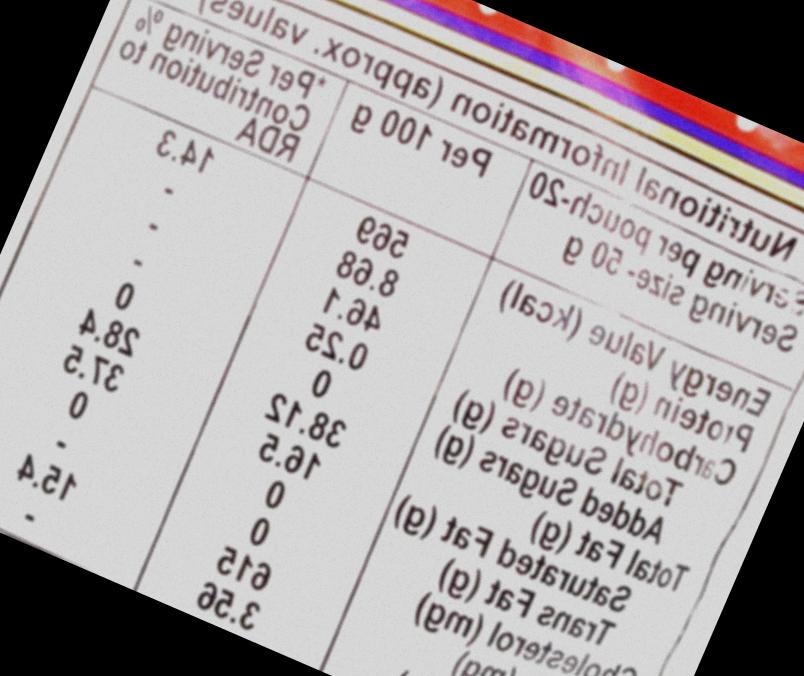 Nutritional Information (approx. values)
Serving per pouch-20
Serving size- 50 g
Per 100 g
*Per Serving %
Contribution to
RDA
Energy Value (kcal) 569 14.3
Protein (g) 8.68 -
Carbohydrate (g) 46.1 -
Total Sugars (g) 0.25 -
Added Sugars (g) 0 0
Total Fat (g) 38.12 28.4
Saturated Fat (g) 16.5 37.5
Trans Fat (g) 0 0
Cholesterol (mg) 0 -
(mg) 615 15.4
3.56 -